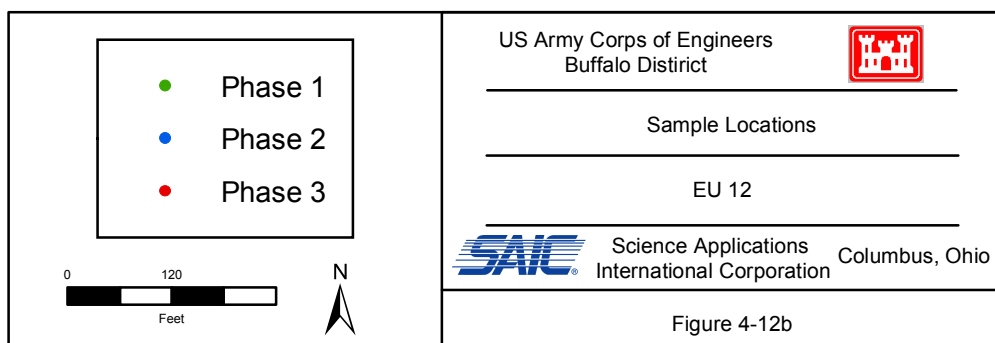 Phase 1
Phase 2
Phase 3
0 120
Feet
N
US Army Corps of Engineers
Buffalo Distirict
Sample Locations
EU 12
SAIC®
Science Applications
International Corporation
Columbus, Ohio
Figure 4-12b